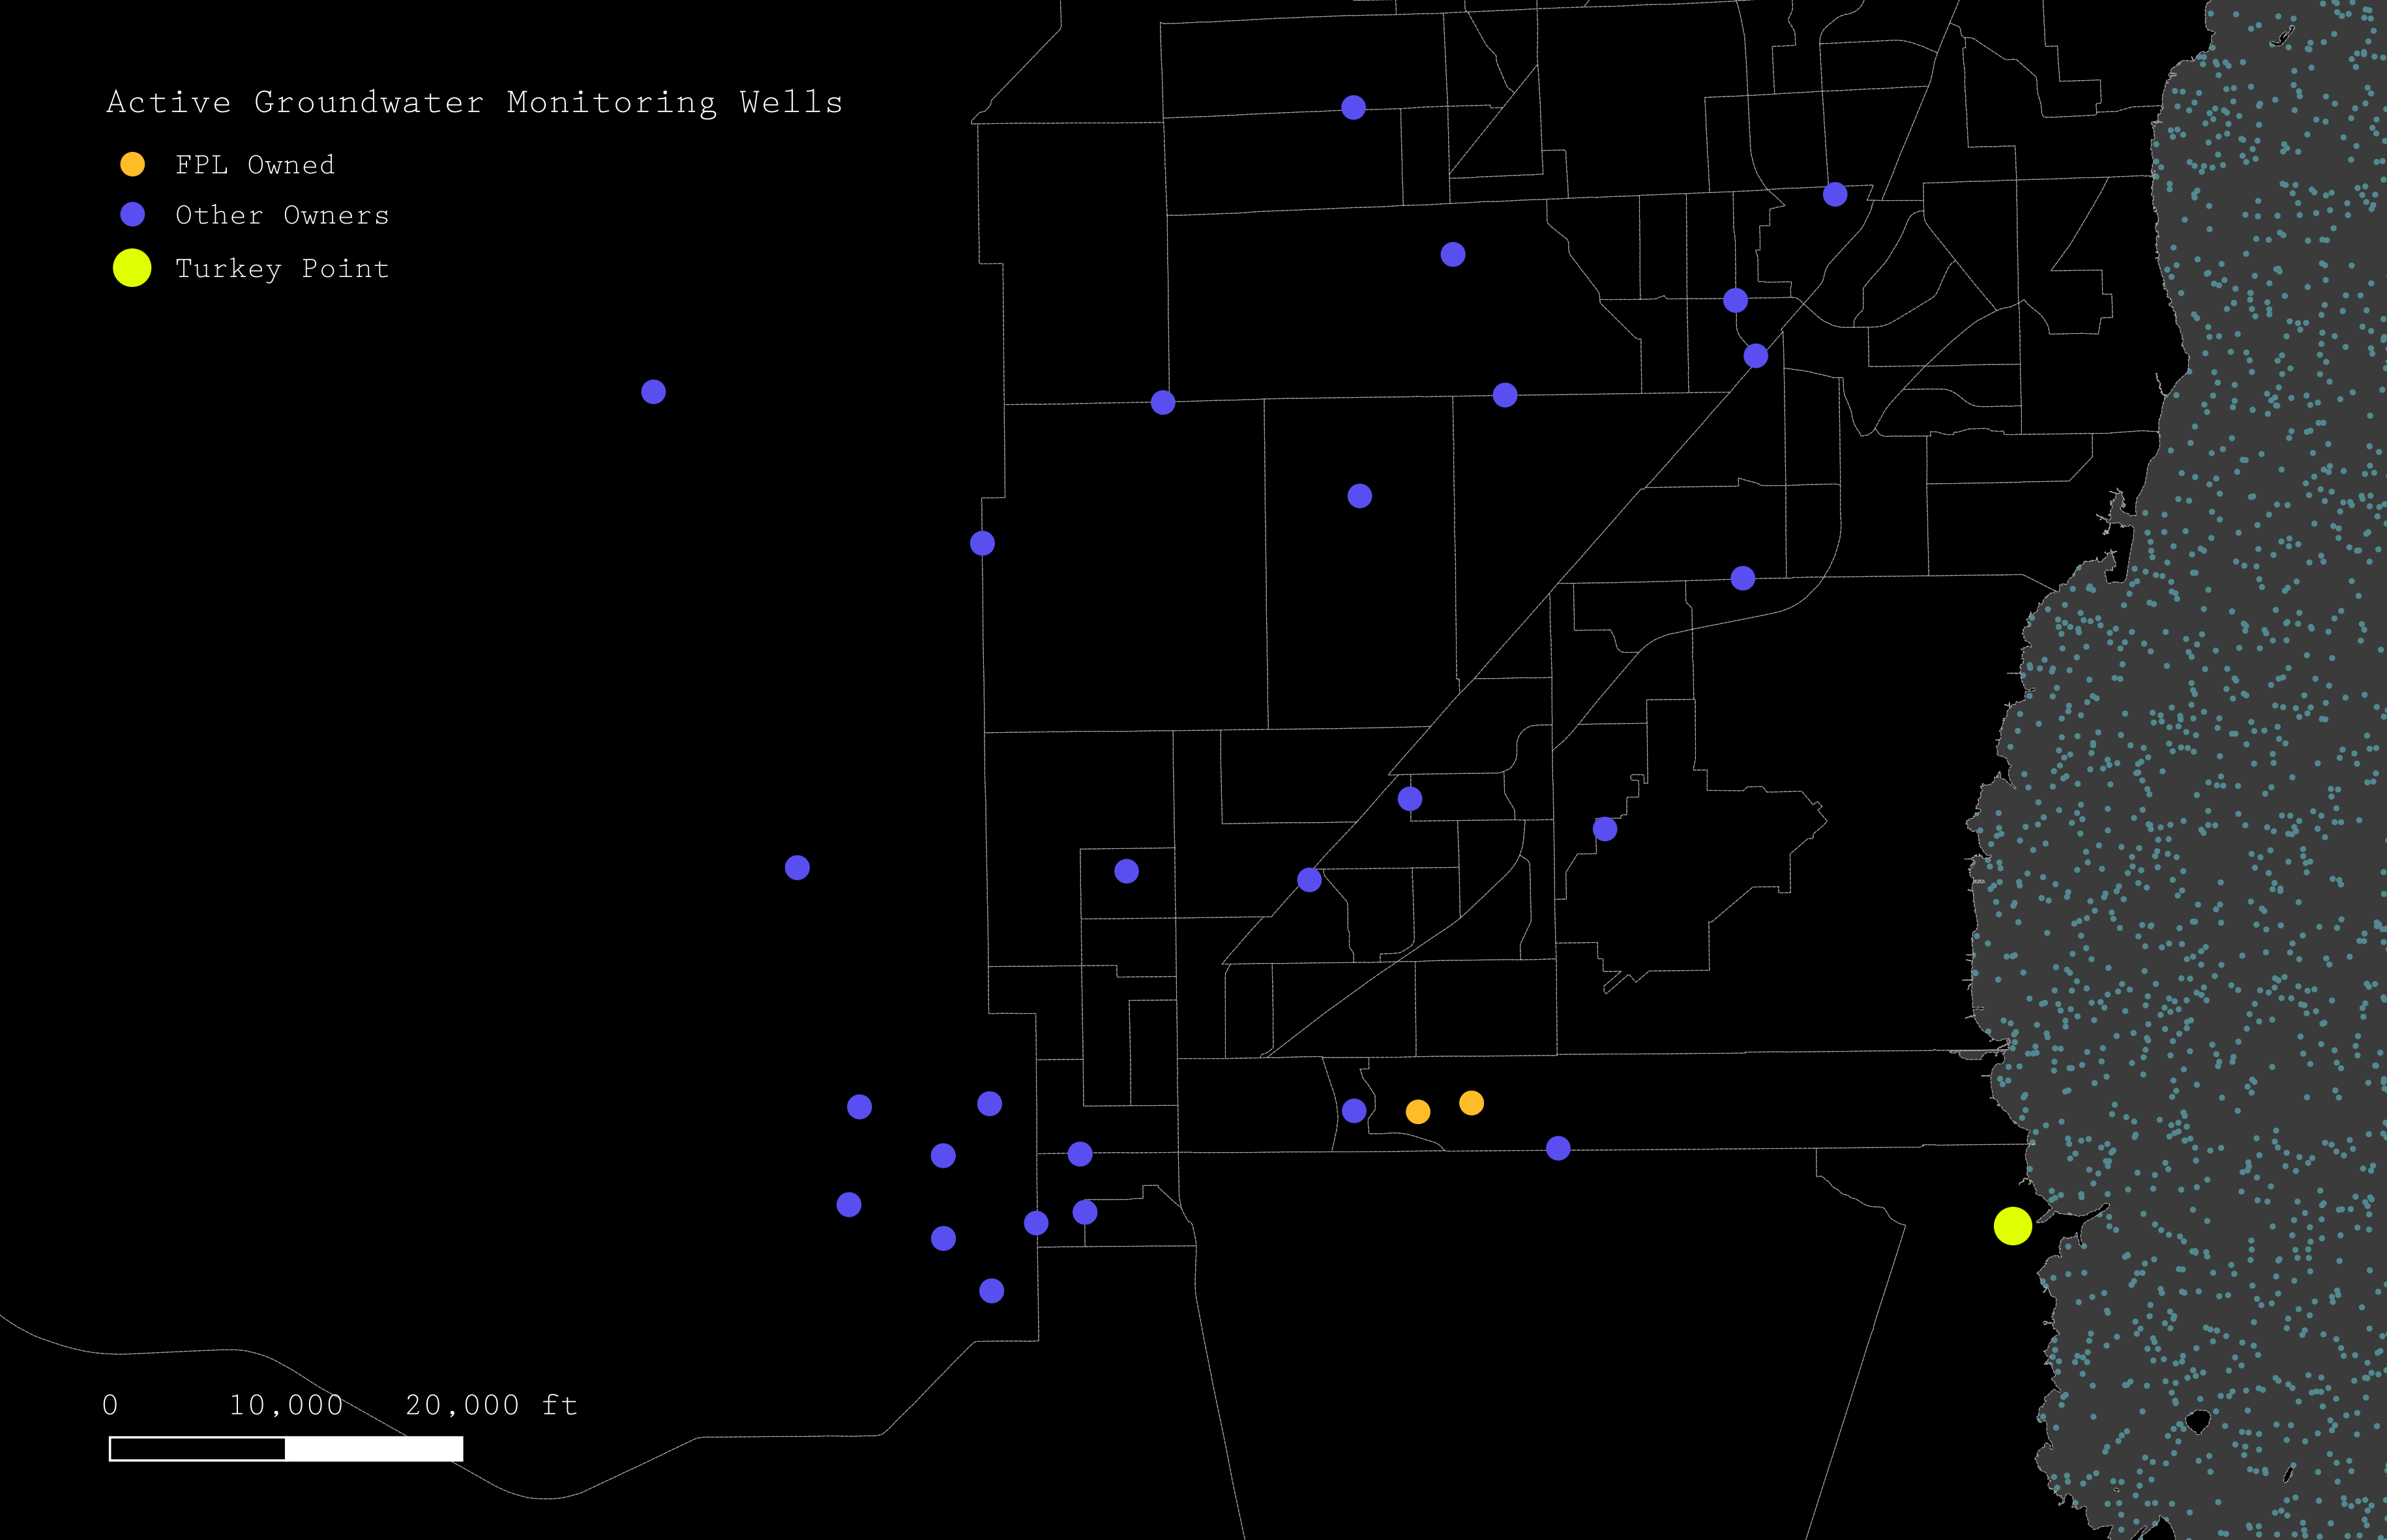 Active Groundwater Monitoring Wells
FPL Owned
Other Owners
Turkey Point
0 10,000 20,000 ft